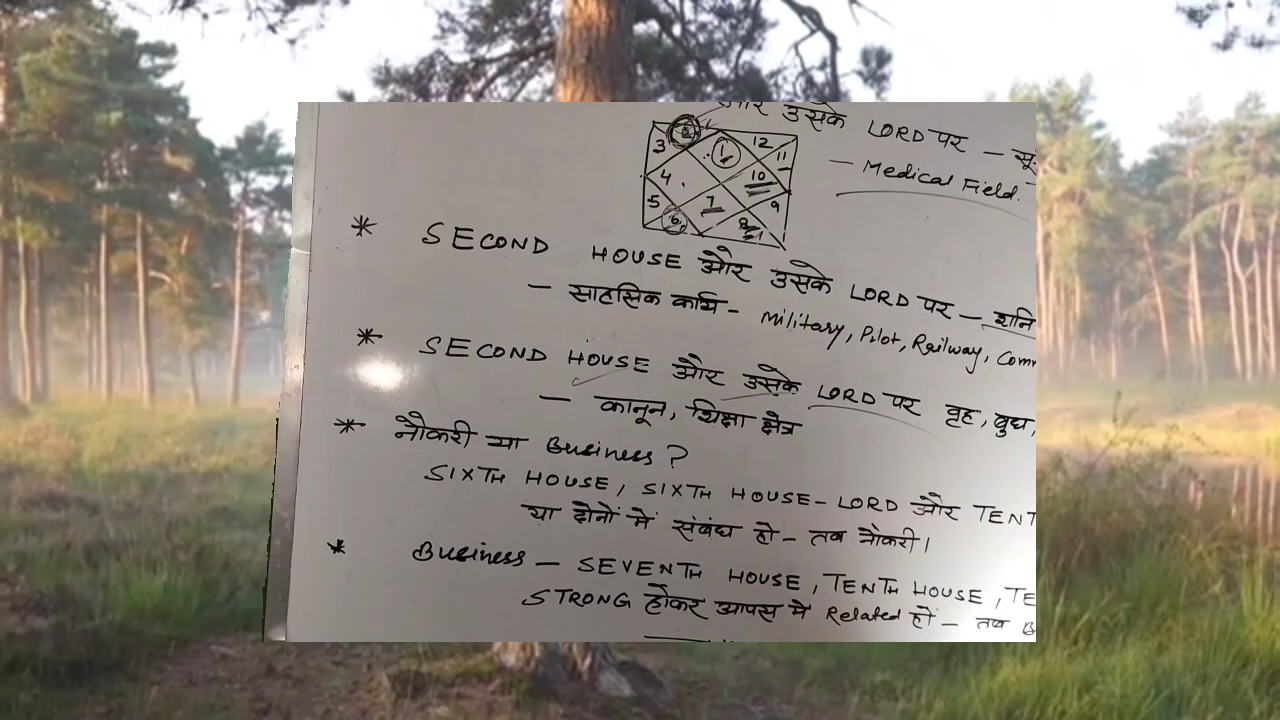 और उसके LORD पर –
– Medical Field.
12
3 1 11
4 10
5 7 9
6 8
* SECOND HOUSE और उसके LORD पर – शनि
– साहसिक कार्य – Military, Pilot, Railway,
* SECOND HOUSE और उसके LORD पर वृह, बुध,
– कानून, शिक्षा क्षेत्र
* नौकरी या Business ?
SIXTH HOUSE, SIXTH HOUSE-LORD और
या दोनों में संबंध हो – तब नौकरी।
* Business – SEVENTH HOUSE, TENTH HOUSE,
STRONG होकर आपस मे Related हो – तब